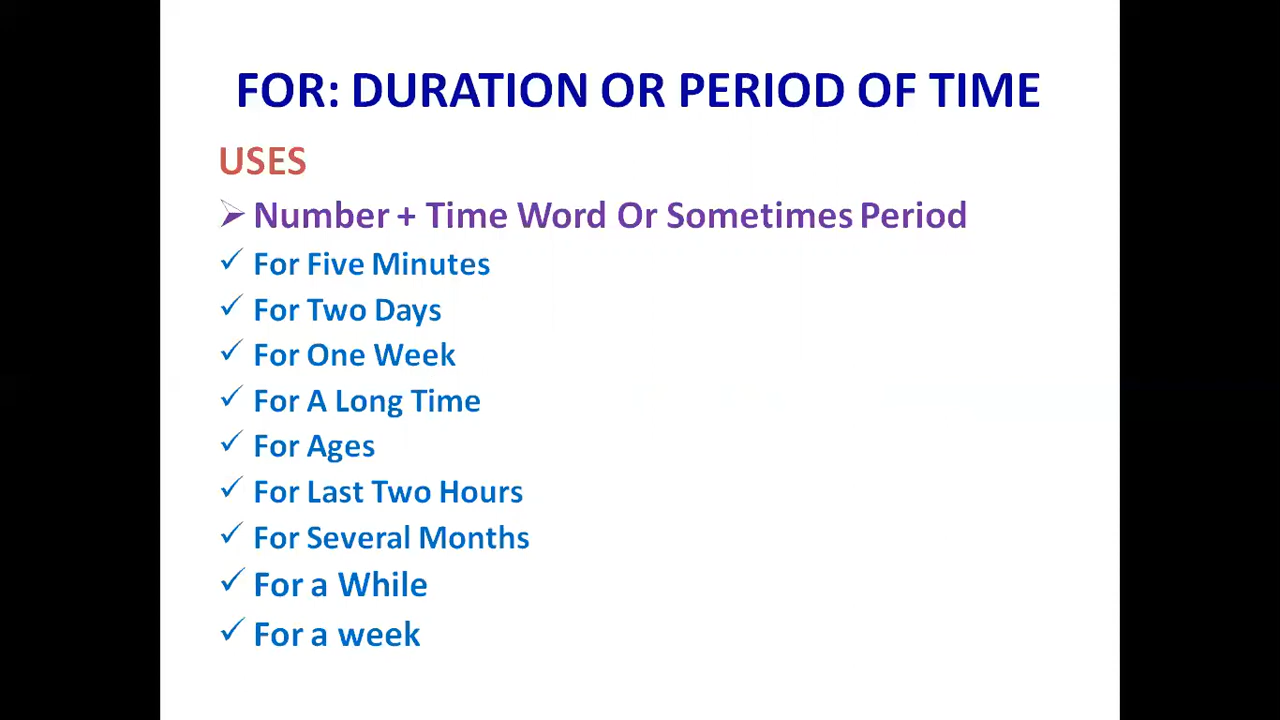 FOR: DURATION OR PERIOD OF TIME
USES
➢ Number + Time Word Or Sometimes Period
✓ For Five Minutes
✓ For Two Days
✓ For One Week
✓ For A Long Time
✓ For Ages
✓ For Last Two Hours
✓ For Several Months
✓ For a While
✓ For a week